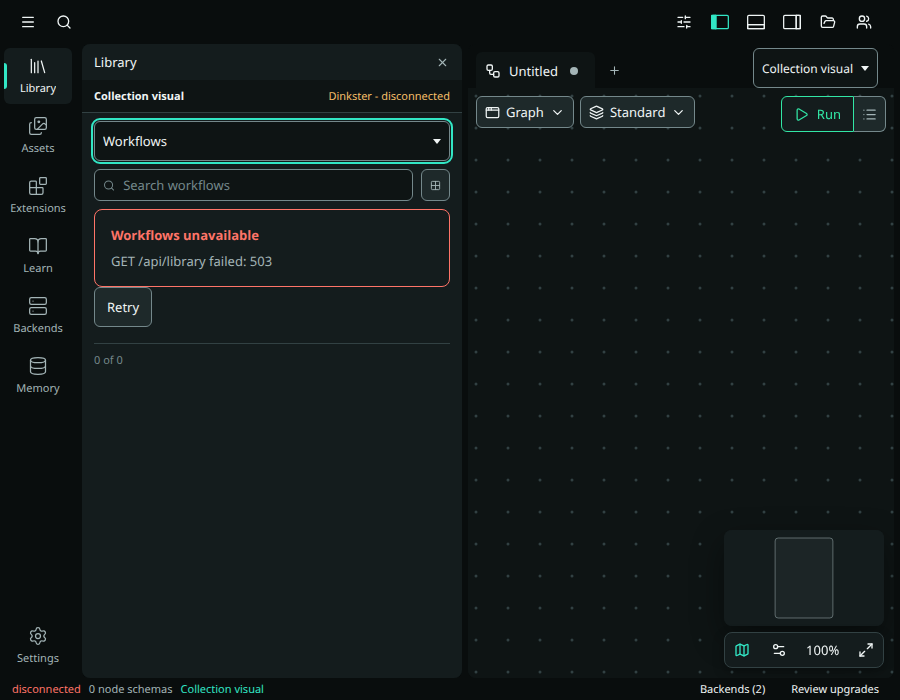 Library
Assets
Extensions
Learn
Backends
Memory
Settings
Library
Collection visual
Dinkster - disconnected
Workflows
Search workflows
Workflows unavailable
GET /api/library failed: 503
Retry
0 of 0
Untitled
Collection visual
Graph
Standard
Run
100%
disconnected
0 node schemas
Collection visual
Backends (2)
Review upgrades